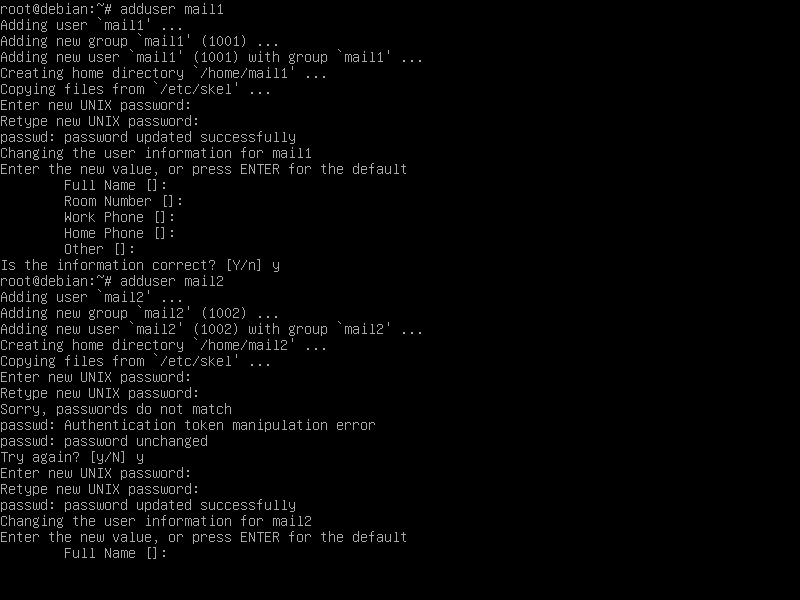 root@debian:~# adduser mail1
Adding user `mail1' ...
Adding new group `mail1' (1001) ...
Adding new user `mail1' (1001) with group `mail1' ...
Creating home directory `/home/mail1' ...
Copying files from `/etc/skel' ...
Enter new UNIX password:
Retype new UNIX password:
passwd: password updated successfully
Changing the user information for mail1
Enter the new value, or press ENTER for the default
        Full Name []:
        Room Number []:
        Work Phone []:
        Home Phone []:
        Other []:
Is the information correct? [Y/n] y
root@debian:~# adduser mail2
Adding user `mail2' ...
Adding new group `mail2' (1002) ...
Adding new user `mail2' (1002) with group `mail2' ...
Creating home directory `/home/mail2' ...
Copying files from `/etc/skel' ...
Enter new UNIX password:
Retype new UNIX password:
Sorry, passwords do not match
passwd: Authentication token manipulation error
passwd: password unchanged
Try again? [y/N] y
Enter new UNIX password:
Retype new UNIX password:
passwd: password updated successfully
Changing the user information for mail2
Enter the new value, or press ENTER for the default
        Full Name []: